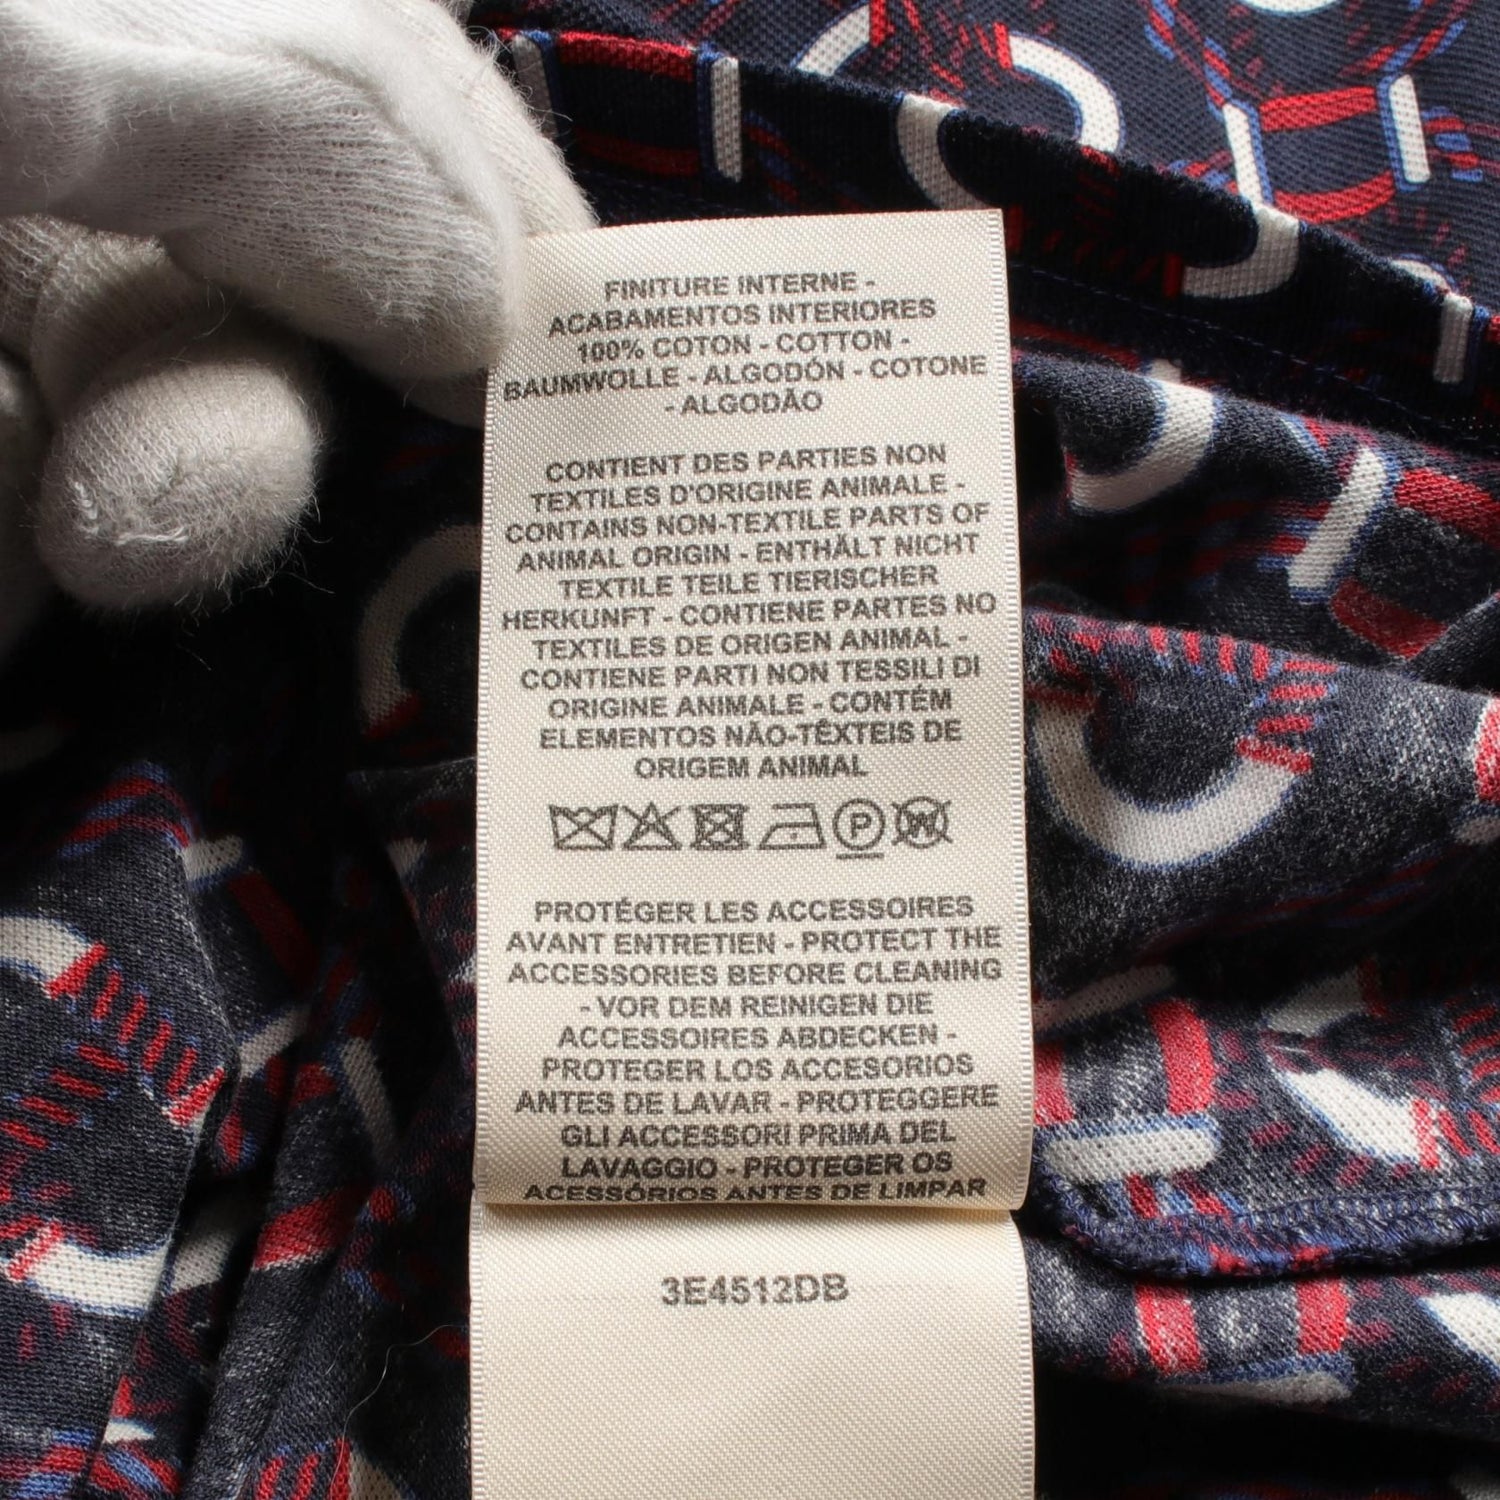 FINITURE INTERNE -
ACABAMENTOS INTERIORES
100% COTON - COTTON -
BAUMWOLLE - ALGODÓN - COTONE
- ALGODÃO
CONTIENT DES PARTIES NON
TEXTILES D'ORIGINE ANIMALE -
CONTAINS NON-TEXTILE PARTS OF
ANIMAL ORIGIN - ENTHÄLT NICHT
TEXTILE TEILE TIERISCHER
HERKUNFT - CONTIENE PARTES NO
TEXTILES DE ORIGEN ANIMAL -
CONTIENE PARTI NON TESSILI DI
ORIGINE ANIMALE - CONTÉM
ELEMENTOS NÃO-TÊXTEIS DE
ORIGEM ANIMAL
P W
PROTÉGER LES ACCESSOIRES
AVANT ENTRETIEN - PROTECT THE
ACCESSORIES BEFORE CLEANING
- VOR DEM REINIGEN DIE
ACCESSOIRES ABDECKEN -
PROTEGER LOS ACCESORIOS
ANTES DE LAVAR - PROTEGGERE
GLI ACCESSORI PRIMA DEL
LAVAGGIO - PROTEGER OS
ACESSÓRIOS ANTES DE LIMPAR
3E4512DB